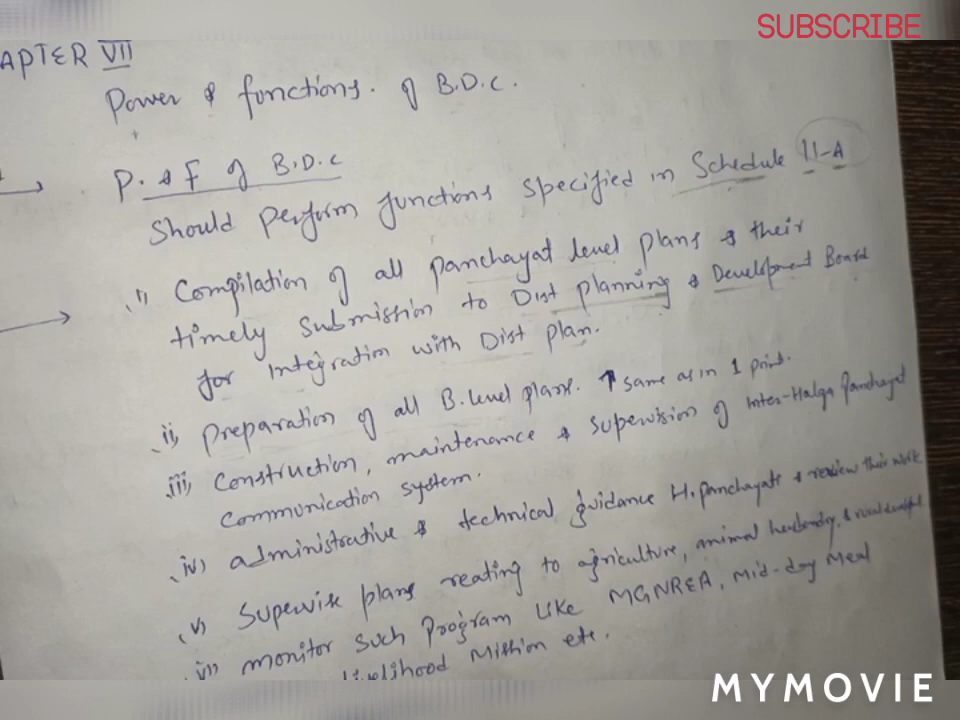 SUBSCRIBE
APTER VII
Power & functions. of B.D.C.
P. & F of B.D.C
Should perform functions specified in Schedule II-A
i) Compilation of all panchayat level plans & their
timely submission to Dist planning & Development Board
for integration with Dist plan.
ii) preparation of all B.level plans. ↑ same as in 1 point.
iii) Construction, maintenance & supervision of Inter-Halqa Panchayat
communication system.
iv) administrative & technical guidance H.panchayats & review their work
v) Supervise plans reating to agriculture, animal & rural
vi) monitor such program like MGNREA, Mid-day Meal
livelihood Mission etc.
MYMOVIE